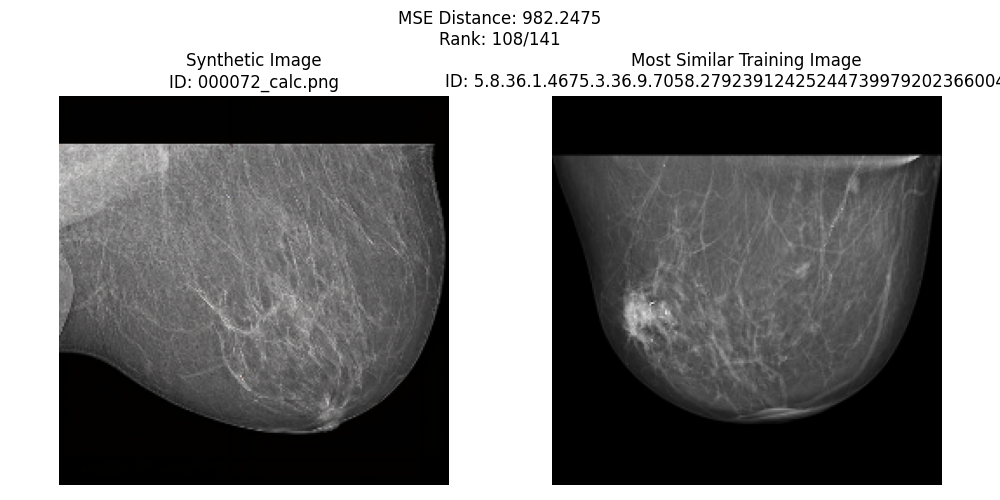 MSE Distance: 982.2475
Rank: 108/141
Synthetic Image
ID: 000072_calc.png
Most Similar Training Image
ID: 5.8.36.1.4675.3.36.9.7058.27923912425244739979202366004